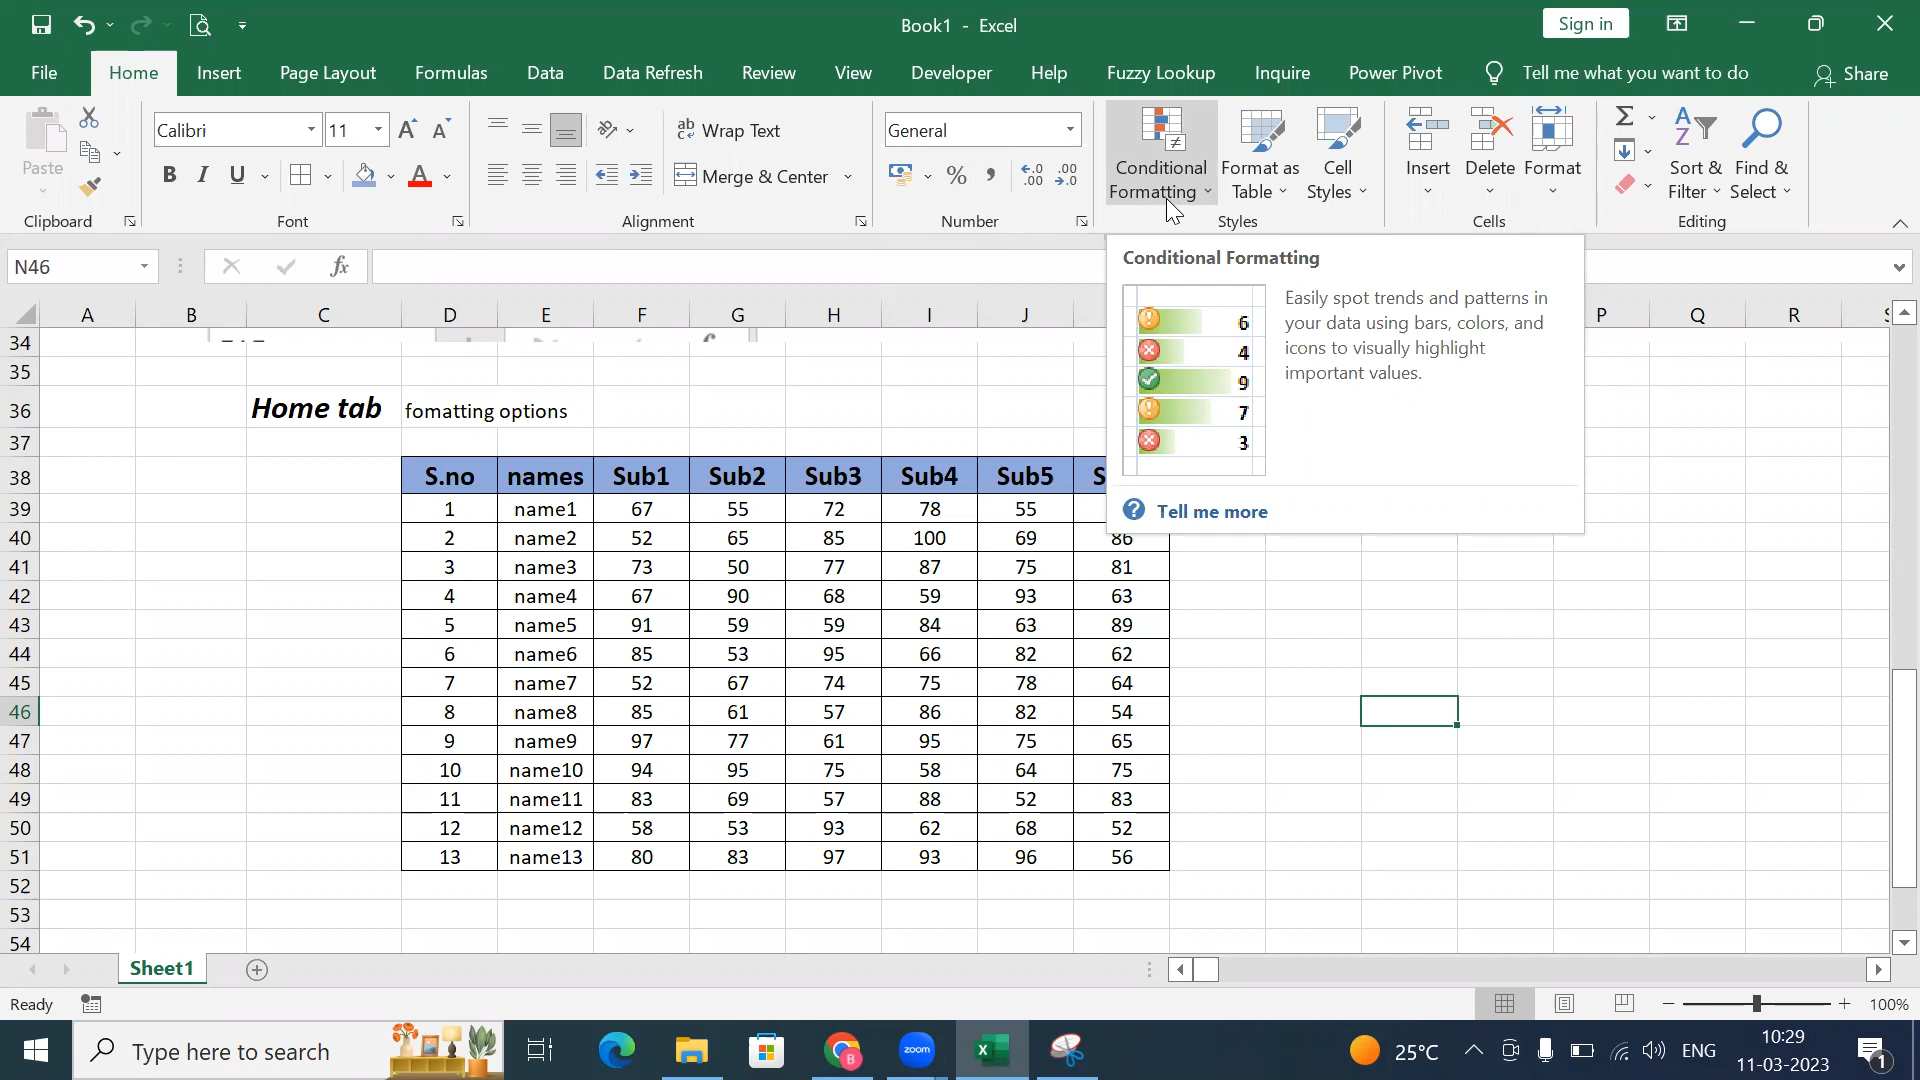 Book1 - Excel
Sign in
File Home Insert Page Layout Formulas Data Data Refresh Review View Developer Help Fuzzy Lookup Inquire Power Pivot Tell me what you want to do Share
Paste
Calibri 11
B I U A
ab Wrap Text
Merge & Center
General
Conditional Formatting
Format as Table
Cell Styles
Insert Delete Format
Sort & Filter
Find & Select
Clipboard Font Alignment Number Styles Cells Editing
N46 fx
Conditional Formatting
Easily spot trends and patterns in
your data using bars, colors, and
icons to visually highlight
important values.
6
4
9
7
3
Tell me more
A B C D E F G H I J P Q R
34
35
36 Home tab fomatting options
37
38 S.no names Sub1 Sub2 Sub3 Sub4 Sub5 S
39 1 name1 67 55 72 78 55
40 2 name2 52 65 85 100 69 86
41 3 name3 73 50 77 87 75 81
42 4 name4 67 90 68 59 93 63
43 5 name5 91 59 59 84 63 89
44 6 name6 85 53 95 66 82 62
45 7 name7 52 67 74 75 78 64
46 8 name8 85 61 57 86 82 54
47 9 name9 97 77 61 95 75 65
48 10 name10 94 95 75 58 64 75
49 11 name11 83 69 57 88 52 83
50 12 name12 58 53 93 62 68 52
51 13 name13 80 83 97 93 96 56
52
53
54
Sheet1
Ready 100%
Type here to search
zoom
25°C ENG
10:29
11-03-2023
1